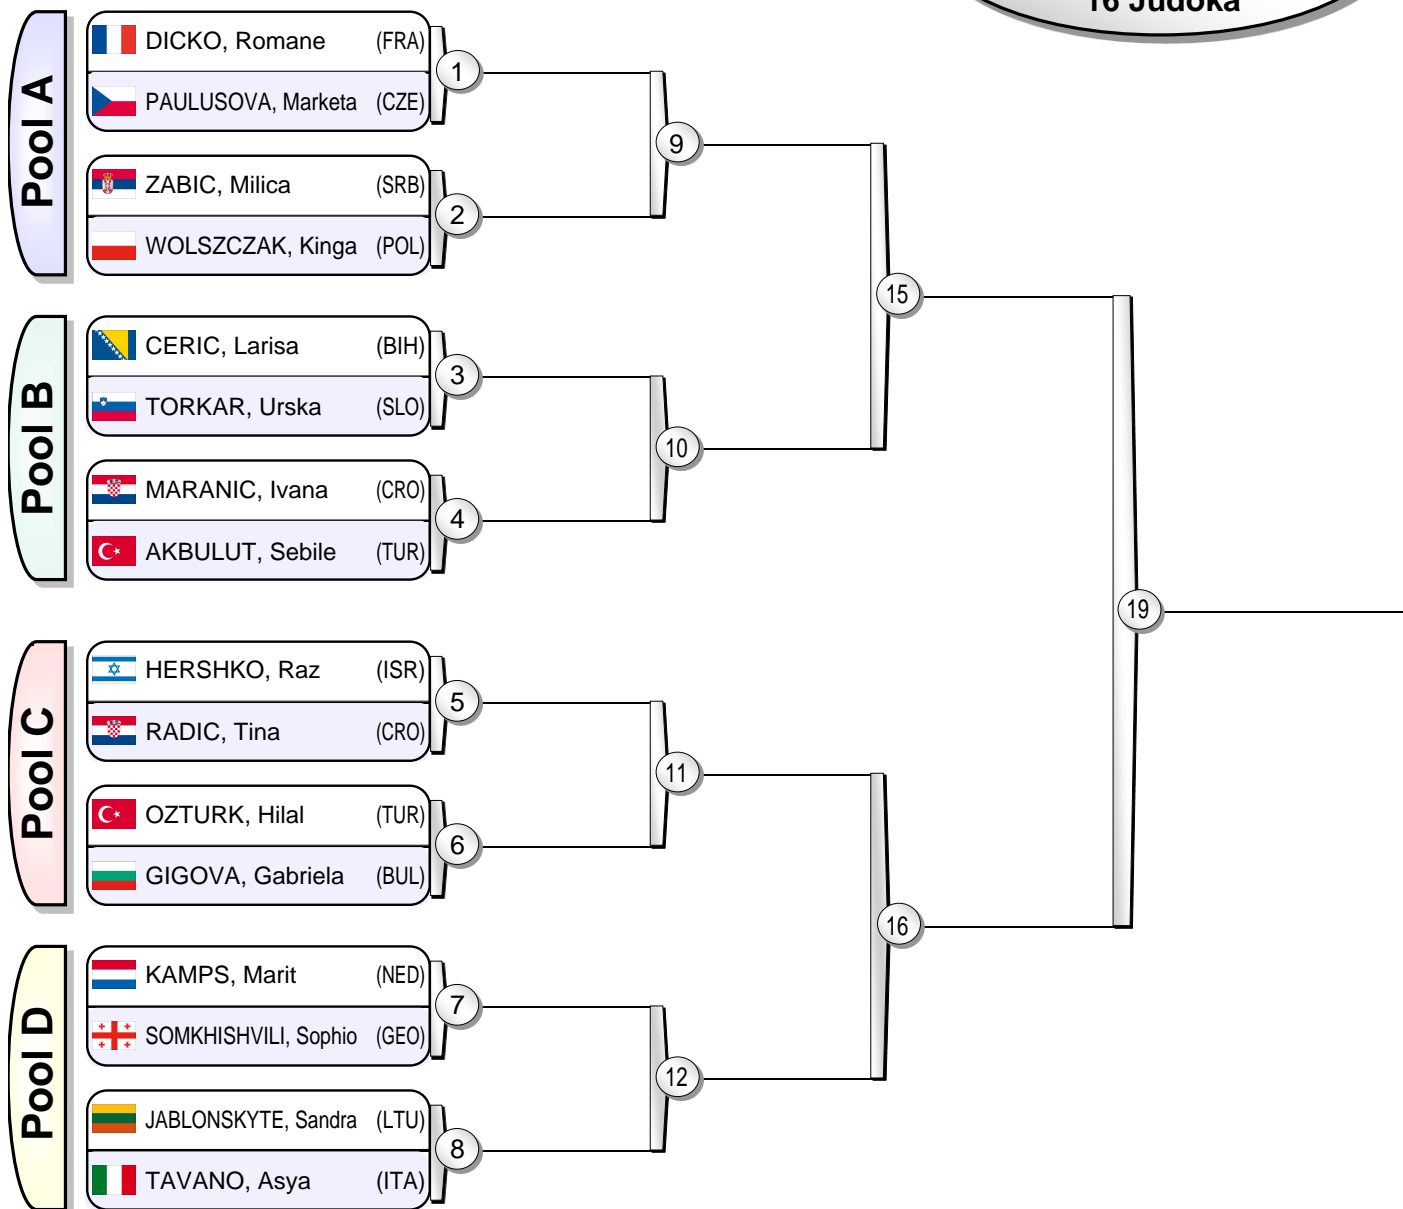 16 Judoka
Pool A
DICKO, Romane (FRA)
1
PAULUSOVA, Marketa (CZE)
9
ZABIC, Milica (SRB)
2
WOLSZCZAK, Kinga (POL)
15
Pool B
CERIC, Larisa (BIH)
3
TORKAR, Urska (SLO)
10
MARANIC, Ivana (CRO)
4
AKBULUT, Sebile (TUR)
19
Pool C
HERSHKO, Raz (ISR)
5
RADIC, Tina (CRO)
11
OZTURK, Hilal (TUR)
6
GIGOVA, Gabriela (BUL)
16
Pool D
KAMPS, Marit (NED)
7
SOMKHISHVILI, Sophio (GEO)
12
JABLONSKYTE, Sandra (LTU)
8
TAVANO, Asya (ITA)